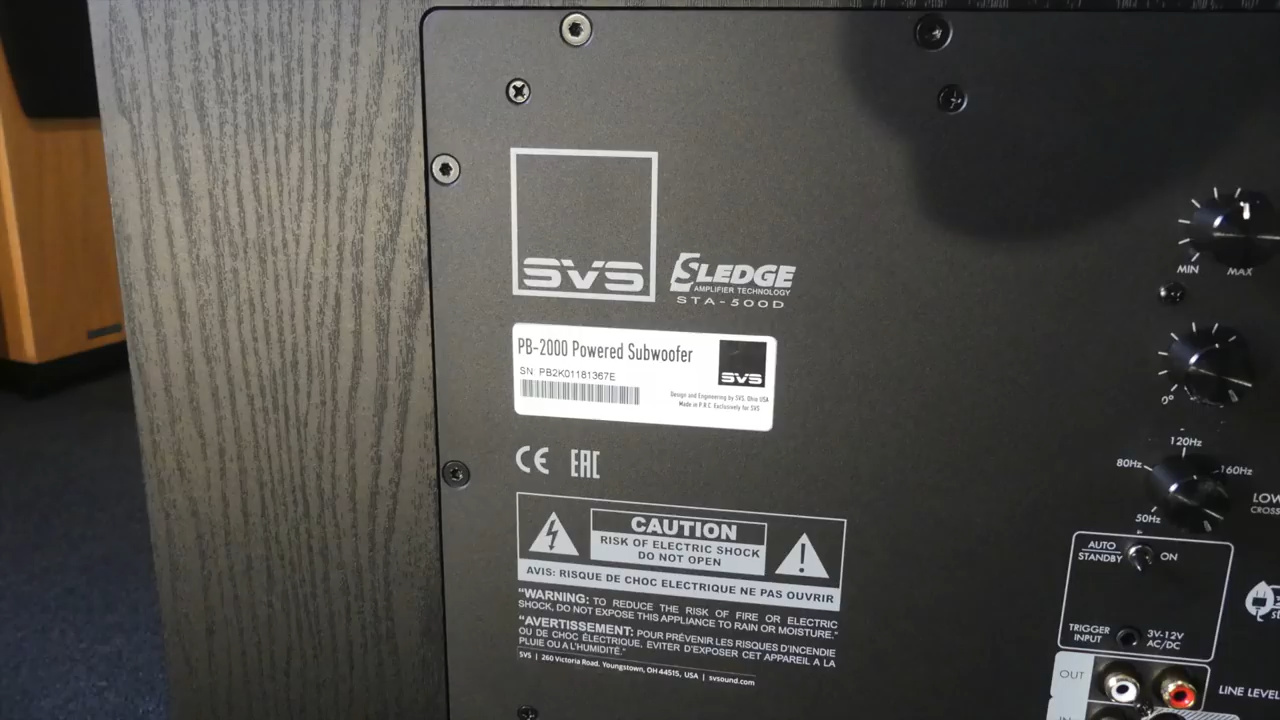 SVS
SLEDGE
AMPLIFIER TECHNOLOGY
STA-500D
MIN MAX
PB-2000 Powered Subwoofer
SN PB2K01181367E
SVS
Design and Engineering by SVS, Ohio USA
Made in P.R.C. Exclusively for SVS
0°
120Hz
80Hz 160Hz
50Hz
LOW
CROSS
CE EAC
CAUTION
RISK OF ELECTRIC SHOCK
DO NOT OPEN
AVIS: RISQUE DE CHOC ELECTRIQUE NE PAS OUVRIR
"WARNING: TO REDUCE THE RISK OF FIRE OR ELECTRIC
SHOCK, DO NOT EXPOSE THIS APPLIANCE TO RAIN OR MOISTURE."
"AVERTISSEMENT: POUR PRÉVENIR LES RISQUES D'INCENDIE
OU DE CHOC ÉLECTRIQUE, EVITER D'EXPOSER CET APPAREIL A LA
PLUIE OU A L'HUMIDITÉ."
SVS | 260 Victoria Road. Youngstown, OH 44515, USA | svsound.com
AUTO
STANDBY
ON
TRIGGER
INPUT
3V-12V
AC/DC
OUT
LINE LEVEL